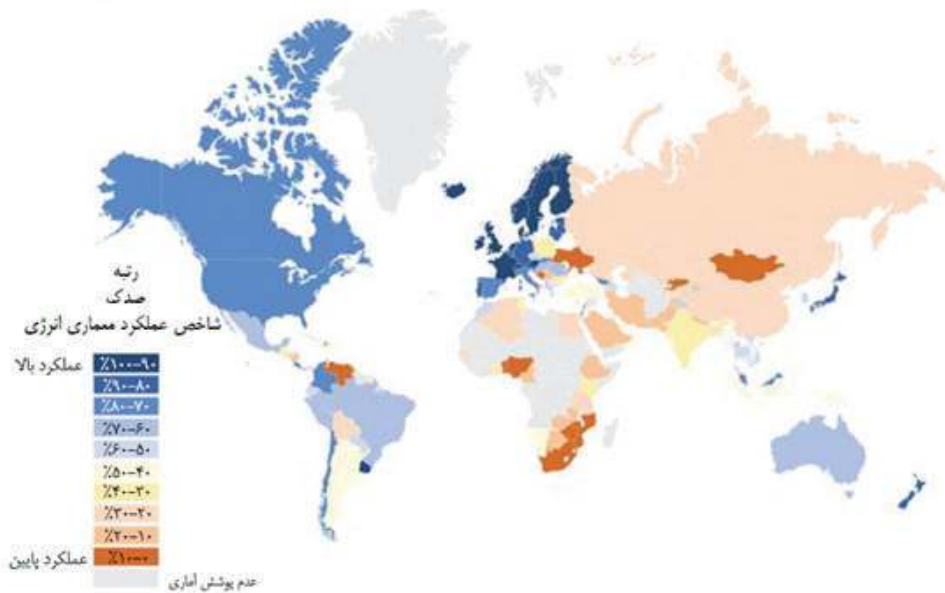 رتبه
صدک
شاخص عملکرد معماری انرژی
عملکرد بالا
٪۱۰۰-۹۰
٪۹۰-۸۰
٪۸۰-۷۰
٪۷۰-۶۰
٪۶۰-۵۰
٪۵۰-۴۰
٪۴۰-۳۰
٪۳۰-۲۰
٪۲۰-۱۰
٪۱۰-۰
عملکرد پایین
عدم پوشش آماری